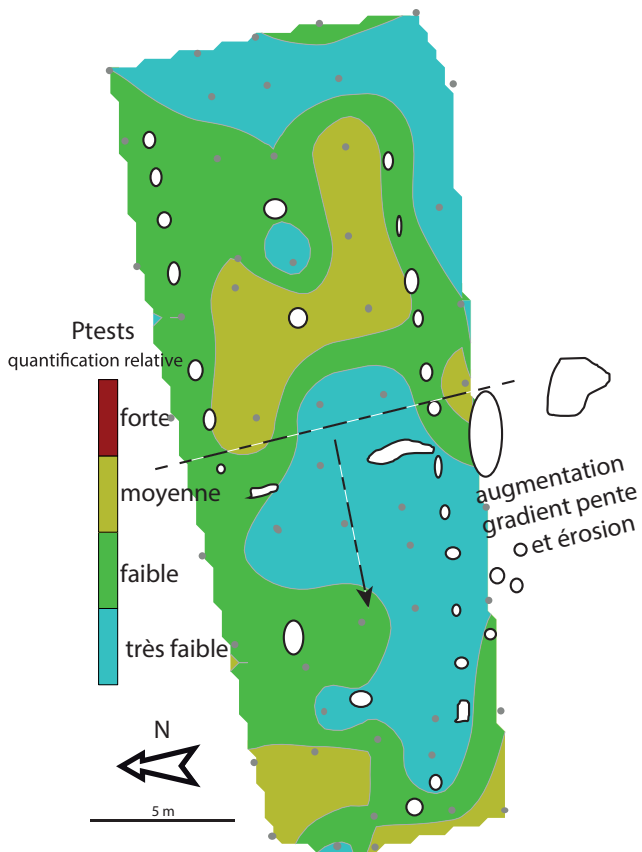 Ptests
quantification relative
forte
moyenne
faible
très faible
augmentation
gradient pente
et érosion
N
5 m